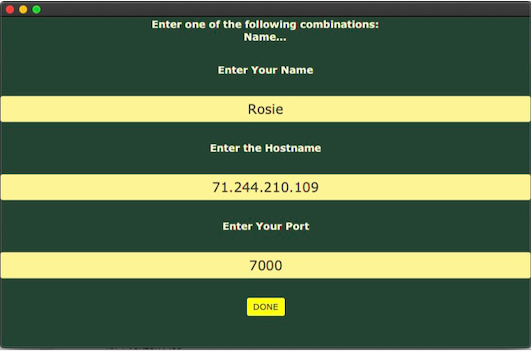 Enter one of the following combinations:
Name...
Enter Your Name
Rosie
Enter the Hostname
71.244.210.109
Enter Your Port
7000
DONE